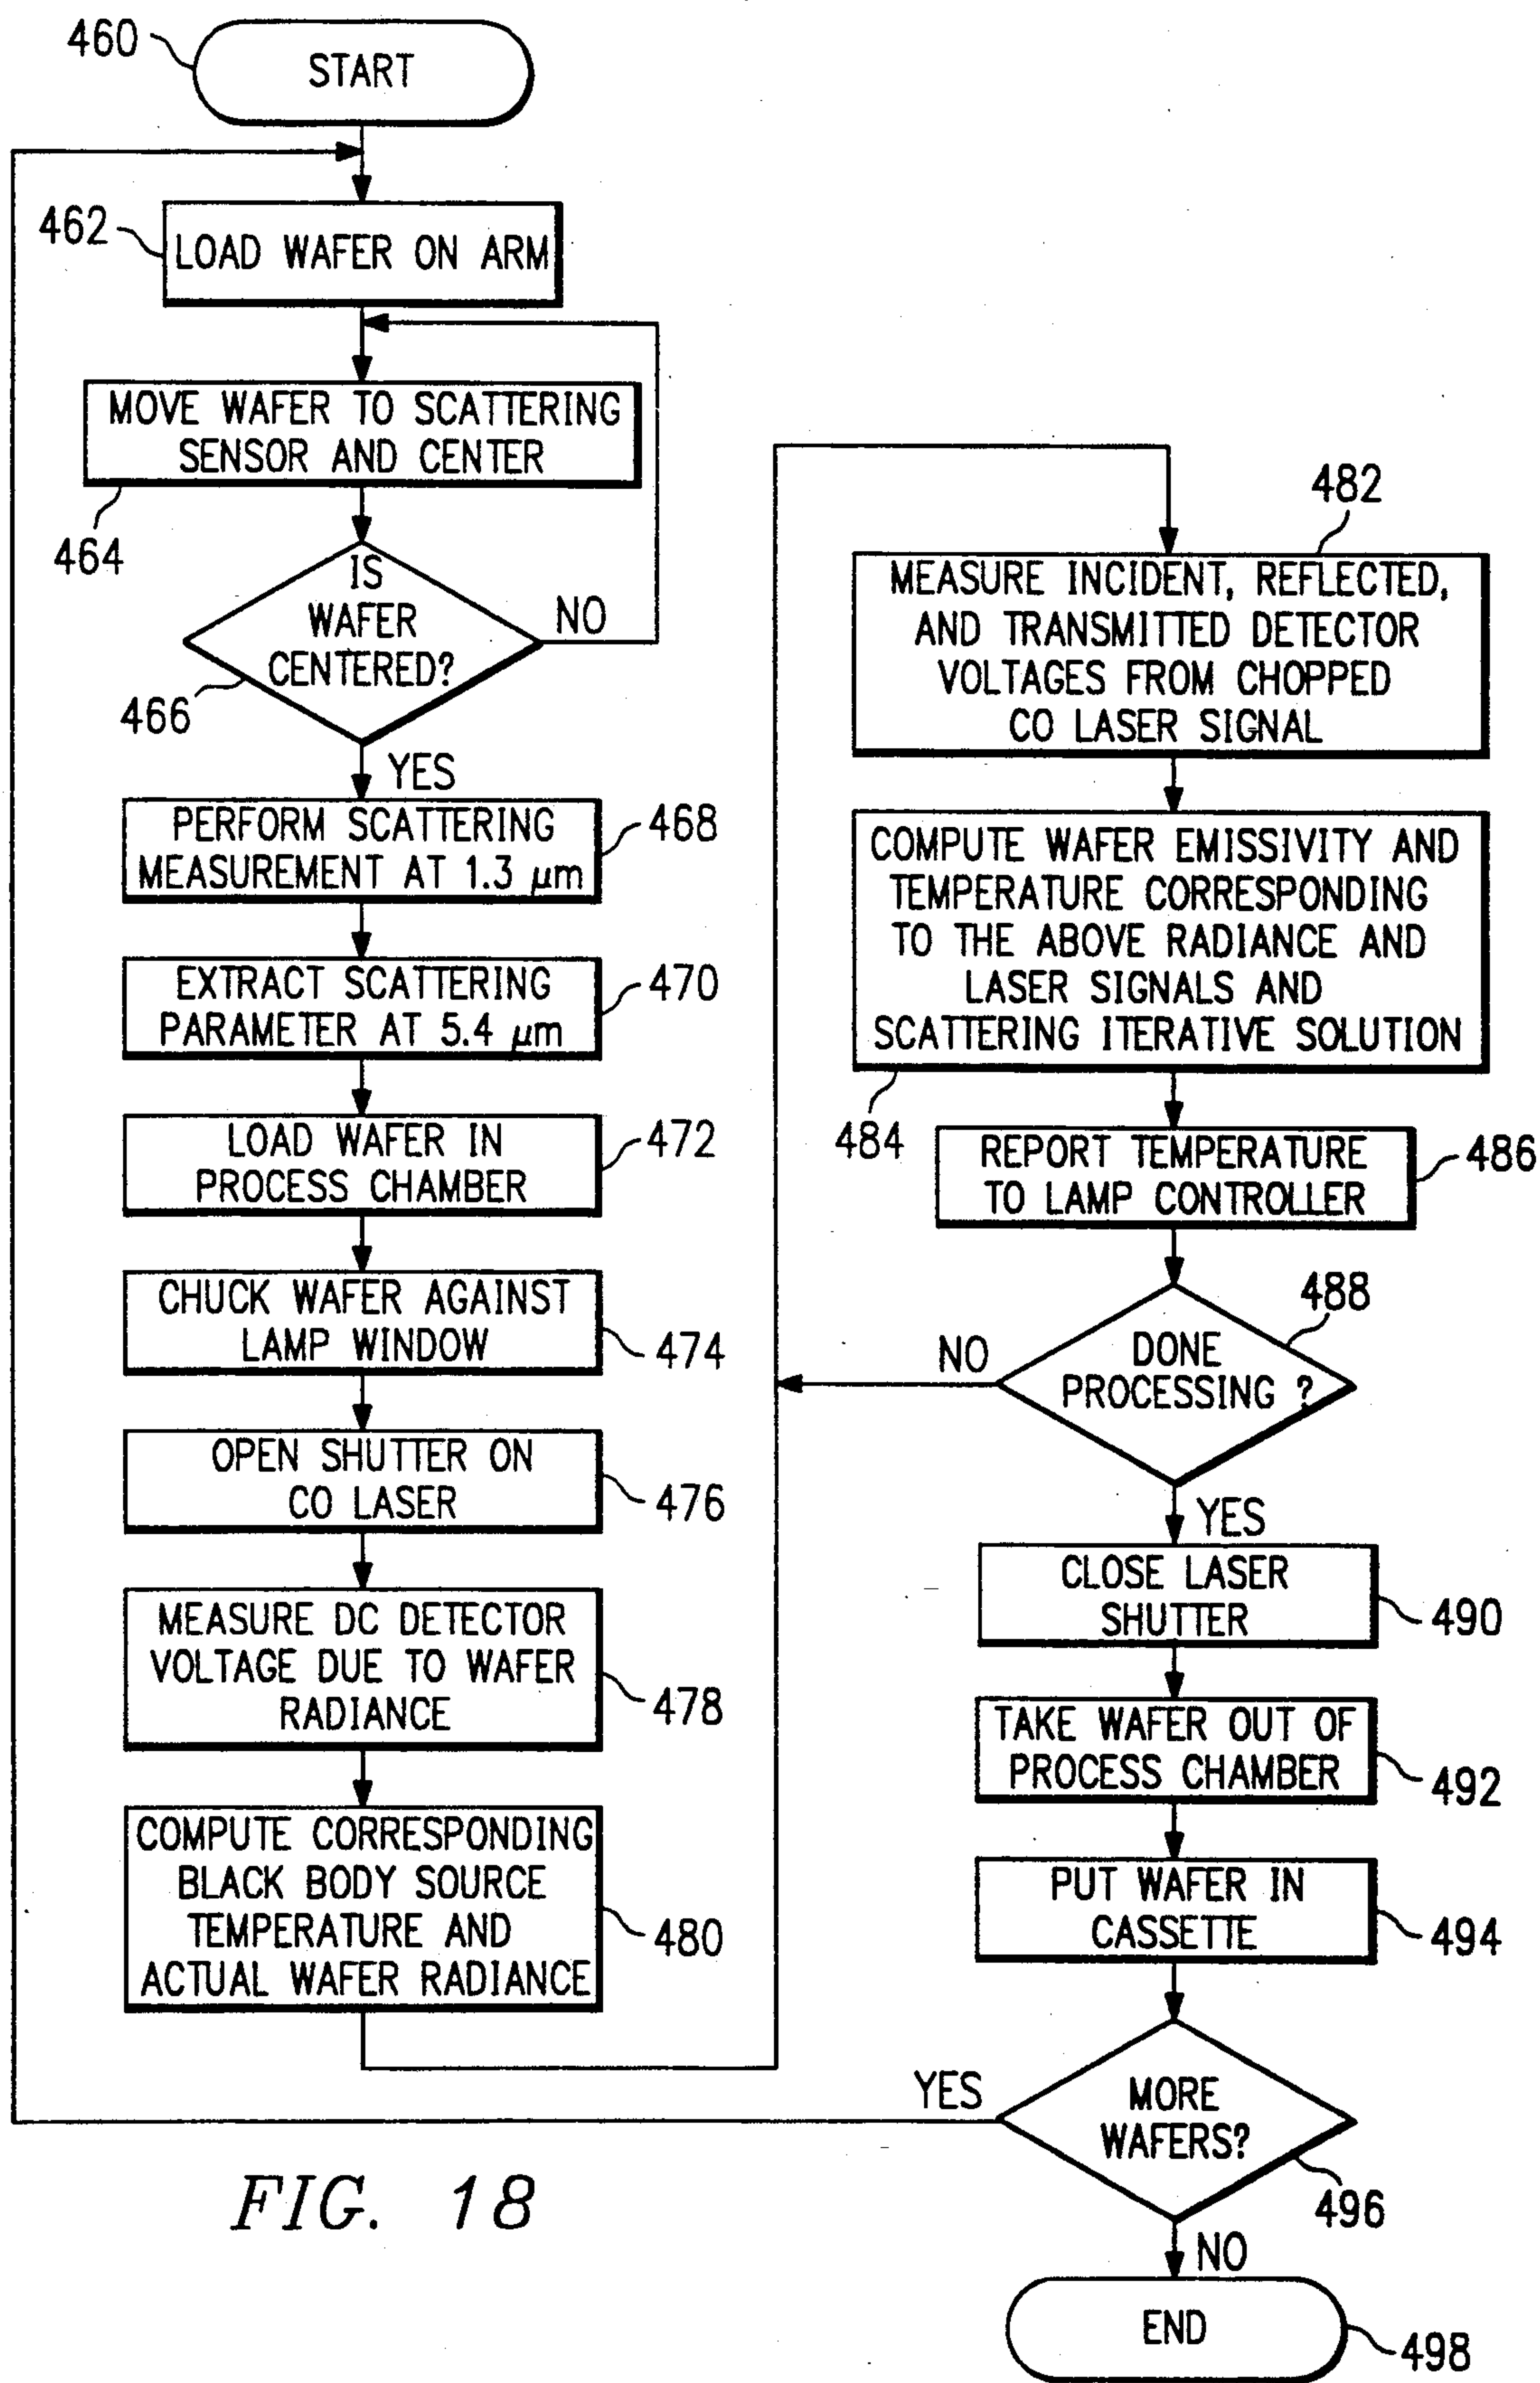 460
START
462
LOAD WAFER ON ARM
MOVE WAFER TO SCATTERING
SENSOR AND CENTER
464
IS
WAFER
CENTERED?
NO
466
YES
PERFORM SCATTERING
MEASUREMENT AT 1.3 μm
468
EXTRACT SCATTERING
PARAMETER AT 5.4 μm
470
LOAD WAFER IN
PROCESS CHAMBER
472
CHUCK WAFER AGAINST
LAMP WINDOW
474
OPEN SHUTTER ON
CO LASER
476
MEASURE DC DETECTOR
VOLTAGE DUE TO WAFER
RADIANCE
478
COMPUTE CORRESPONDING
BLACK BODY SOURCE
TEMPERATURE AND
ACTUAL WAFER RADIANCE
480
482
MEASURE INCIDENT, REFLECTED,
AND TRANSMITTED DETECTOR
VOLTAGES FROM CHOPPED
CO LASER SIGNAL
COMPUTE WAFER EMISSIVITY AND
TEMPERATURE CORRESPONDING
TO THE ABOVE RADIANCE AND
LASER SIGNALS AND
SCATTERING ITERATIVE SOLUTION
484
REPORT TEMPERATURE
TO LAMP CONTROLLER
486
488
NO
DONE
PROCESSING ?
YES
CLOSE LASER
SHUTTER
490
TAKE WAFER OUT OF
PROCESS CHAMBER
492
PUT WAFER IN
CASSETTE
494
YES
MORE
WAFERS?
496
NO
END
498
FIG. 18